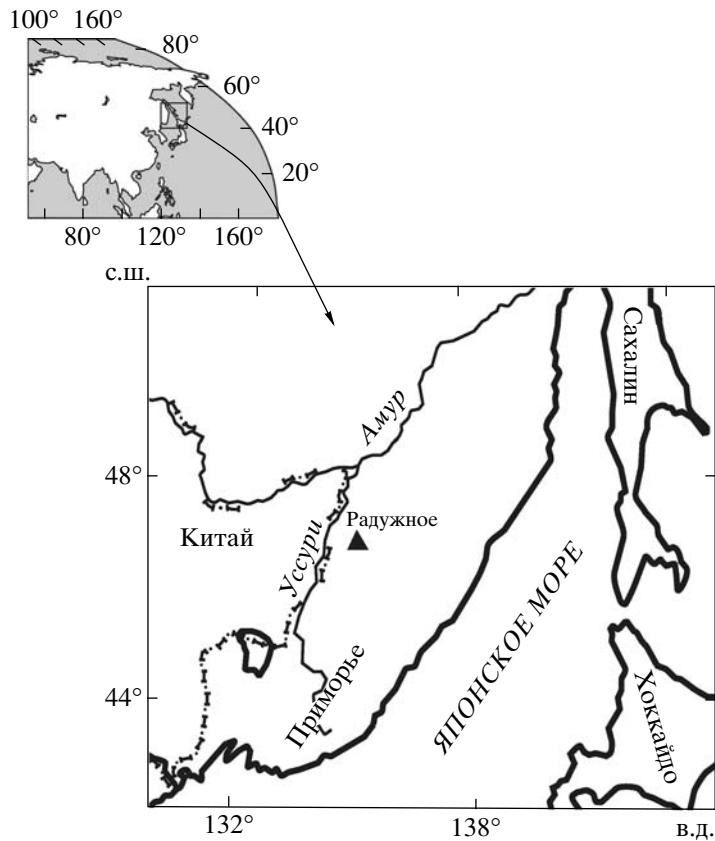 100° 160°
80°
60°
40°
20°
80° 120° 160°
с.ш.
Сахалин
Амур
48°
Радужное
Китай
Уссури
ЯПОНСКОЕ МОРЕ
44°
Приморье
Хоккайдо
132° 138° в.д.